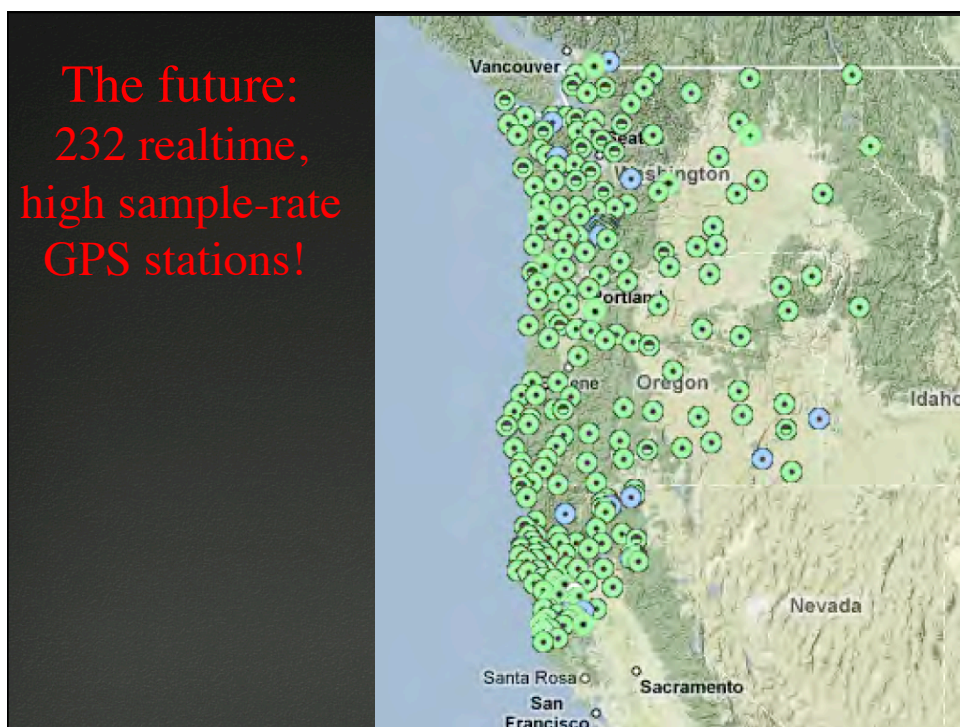 The future:
232 realtime,
high sample-rate
GPS stations!
Vancouver
Washington
Portland
Oregon
Idaho
Nevada
Santa Rosa
Sacramento
San
Francisco